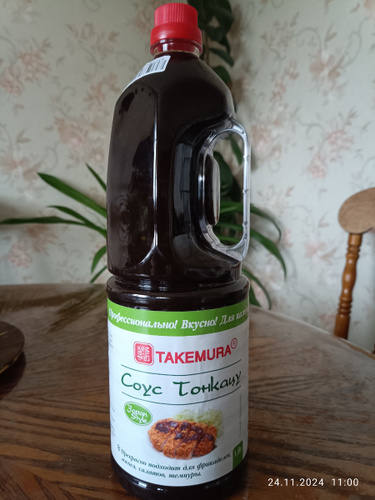 Профессионально! Вкусно! Для
TAKEMURA®
Соус Тонкацу
Japan
Style
Прекрасно подходит для фрикаделек,
мяса, салатов, темпуры.
24.11.2024 11:00